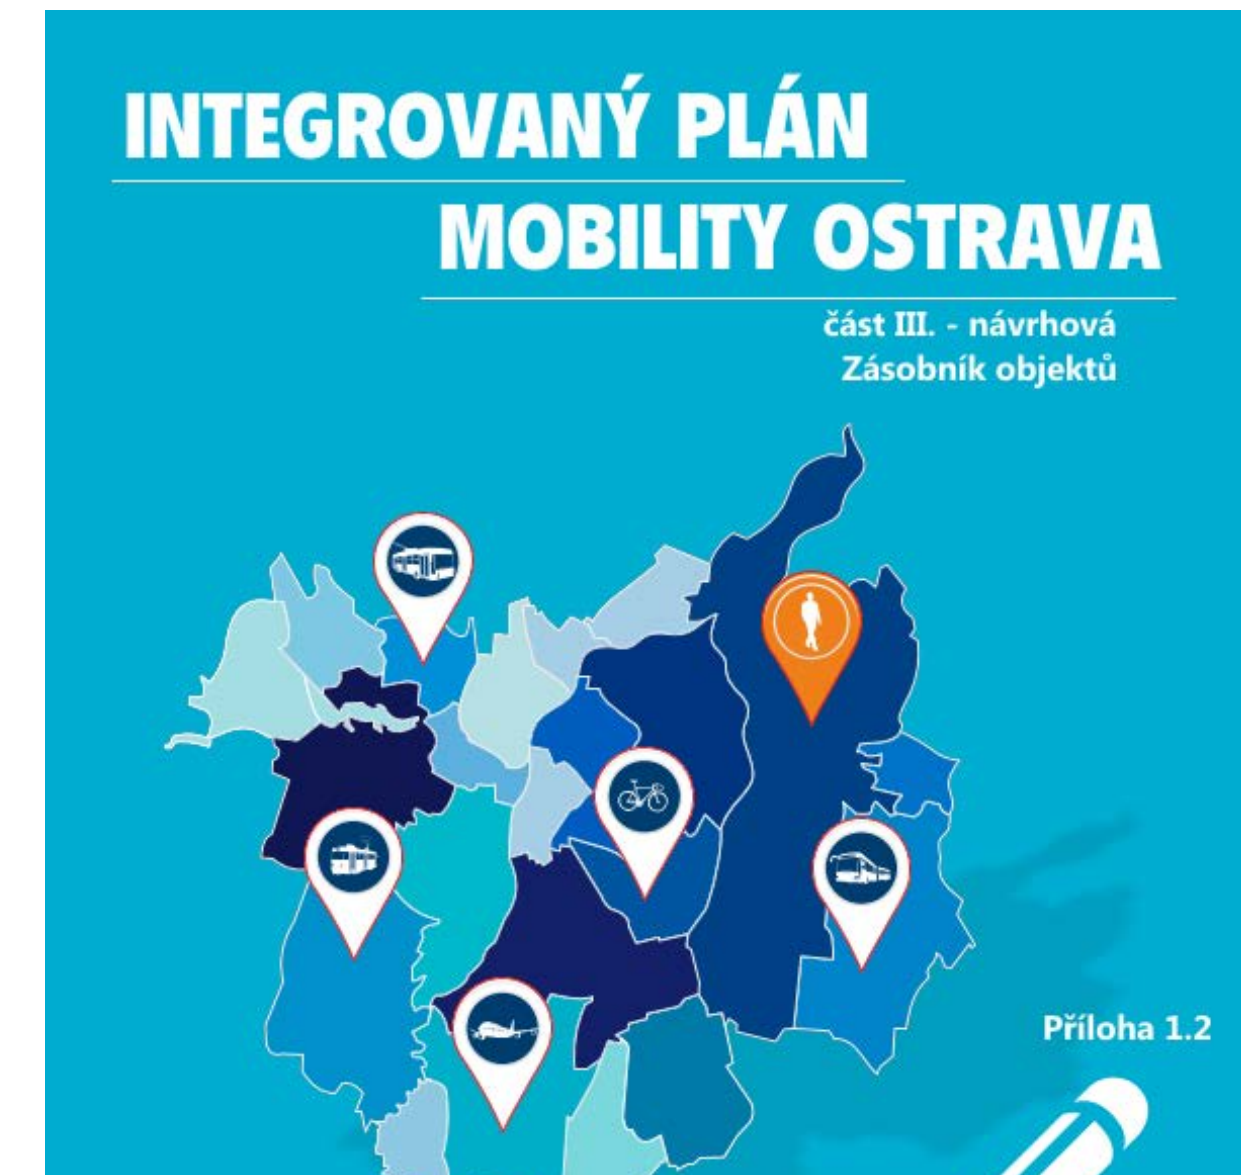 INTEGROVANÝ PLÁN
MOBILITY OSTRAVA
část III. - návrhová
Zásobník objektů
Příloha 1.2